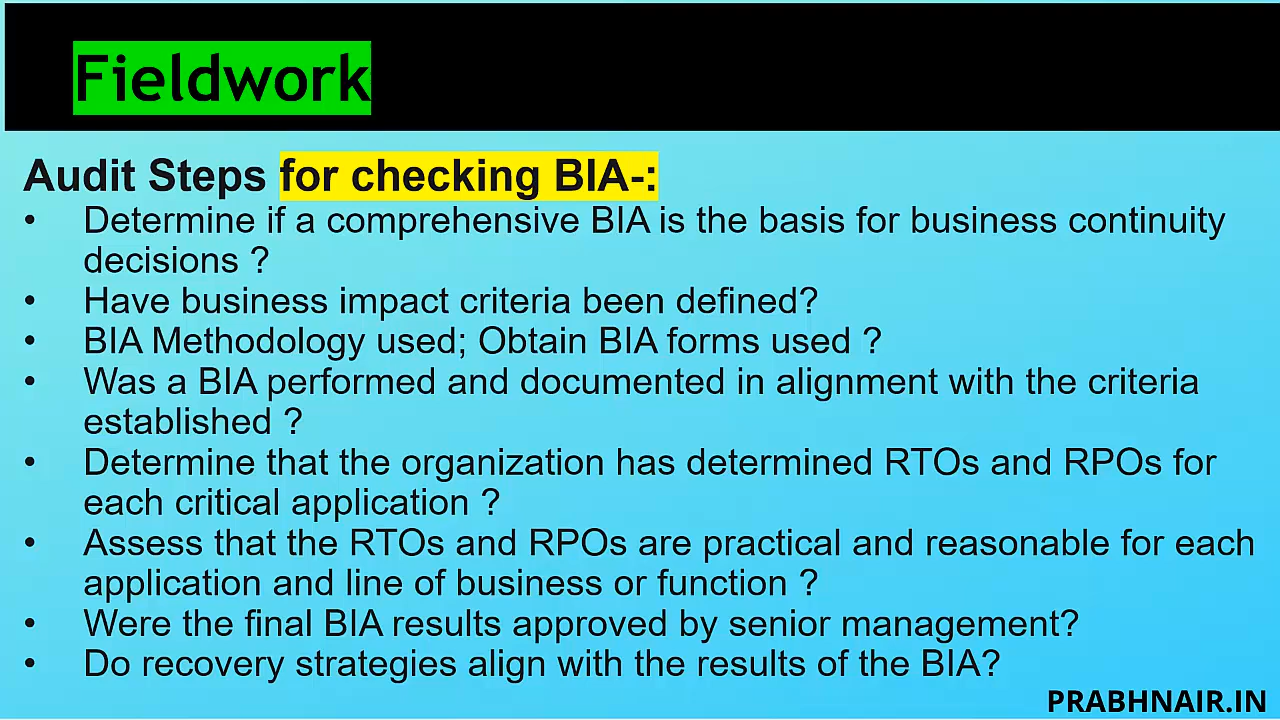 Fieldwork
Audit Steps for checking BIA-:
• Determine if a comprehensive BIA is the basis for business continuity
decisions ?
• Have business impact criteria been defined?
• BIA Methodology used; Obtain BIA forms used ?
• Was a BIA performed and documented in alignment with the criteria
established ?
• Determine that the organization has determined RTOs and RPOs for
each critical application ?
• Assess that the RTOs and RPOs are practical and reasonable for each
application and line of business or function ?
• Were the final BIA results approved by senior management?
• Do recovery strategies align with the results of the BIA?
PRABHNAIR.IN